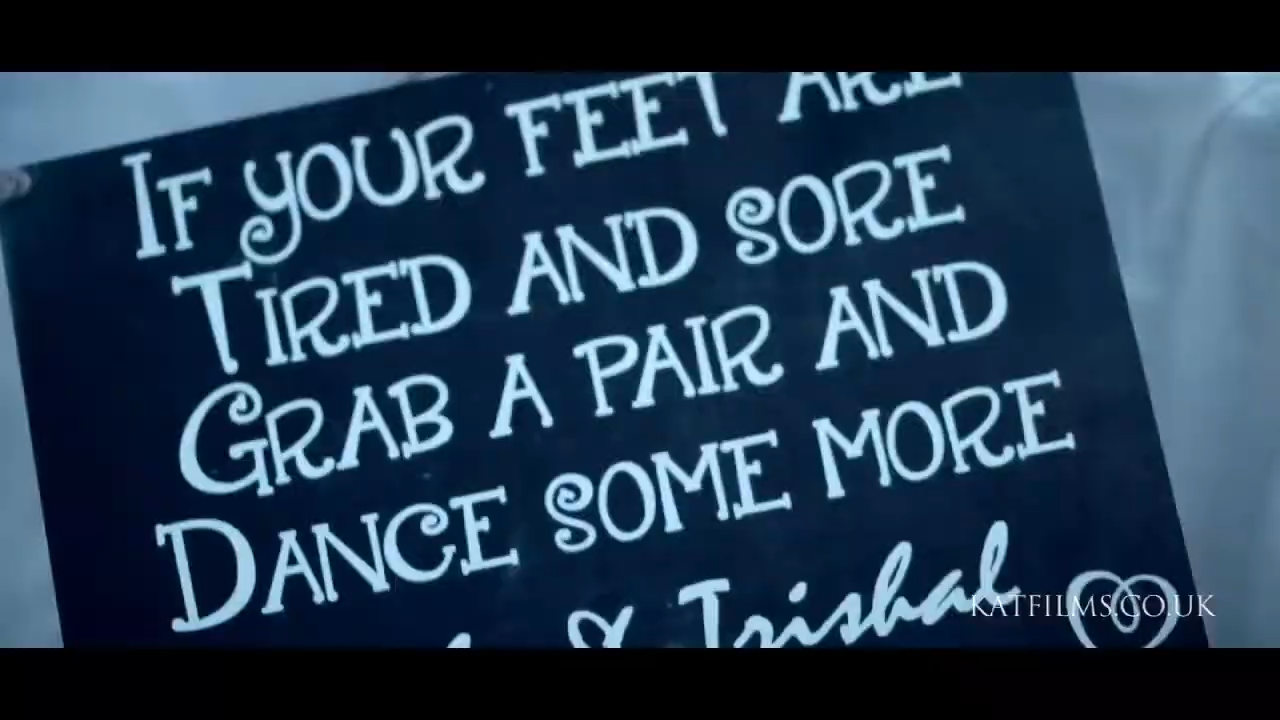 If your feet are
Tired and sore
Grab a pair and
Dance some more
& Trishal
KATFILMS.CO.UK